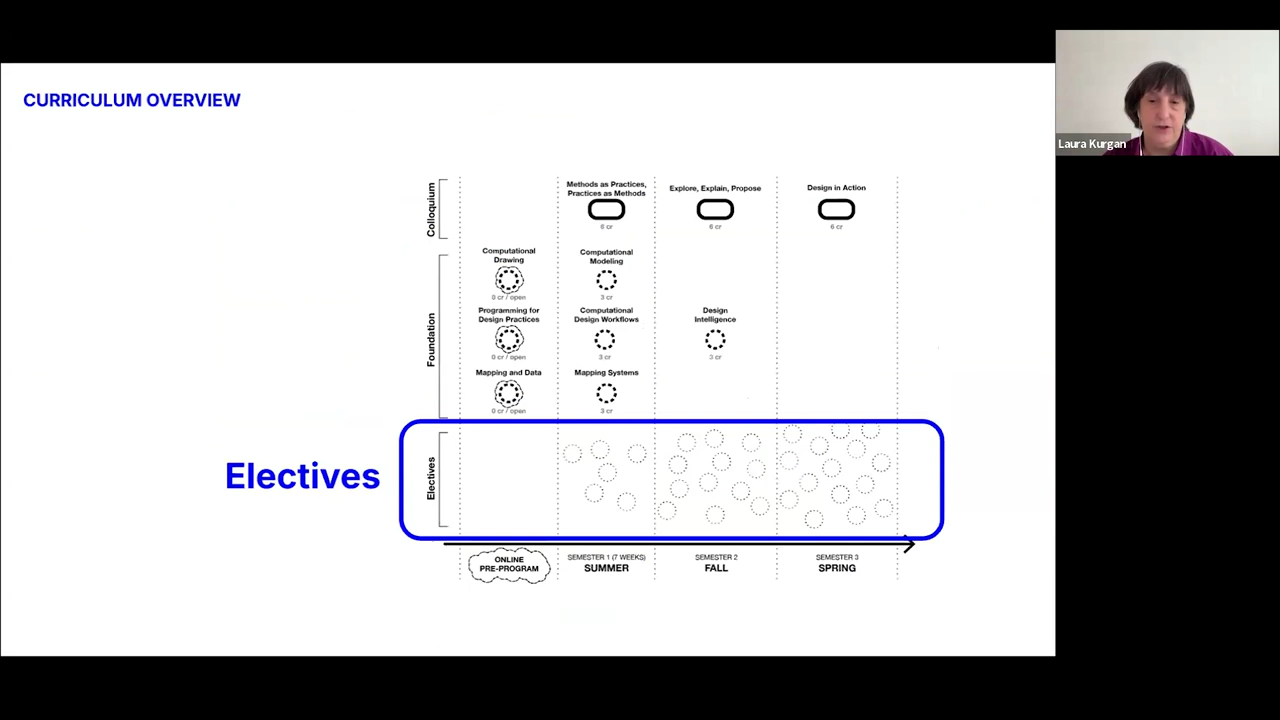 CURRICULUM OVERVIEW
Laura Kurgan
Colloquium
Methods as Practices,
Practices as Methods
6 cr
Explore, Explain, Propose
6 cr
Design in Action
6 cr
Foundation
Computational
Drawing
0 cr / open
Computational
Modeling
3 cr
Programming for
Design Practices
0 cr / open
Computational
Design Workflows
3 cr
Design
Intelligence
3 cr
Mapping and Data
0 cr / open
Mapping Systems
3 cr
Electives
Electives
ONLINE
PRE-PROGRAM
SEMESTER 1 (7 WEEKS)
SUMMER
SEMESTER 2
FALL
SEMESTER 3
SPRING